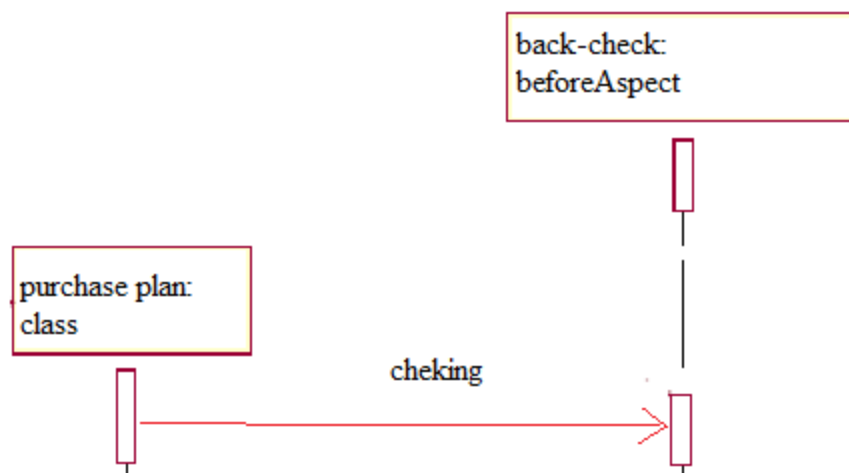 back-check:
beforeAspect
purchase plan:
class
cheking